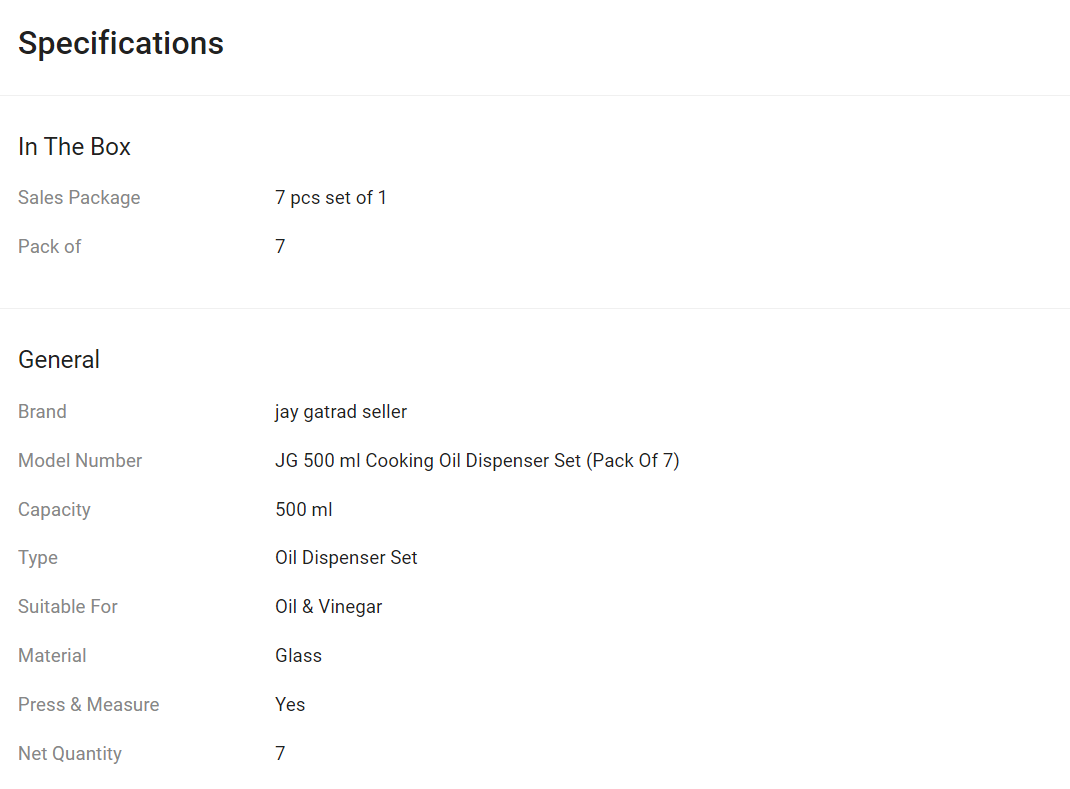 Specifications
In The Box
Sales Package 7 pcs set of 1
Pack of 7
General
Brand jay gatrad seller
Model Number JG 500 ml Cooking Oil Dispenser Set (Pack Of 7)
Capacity 500 ml
Type Oil Dispenser Set
Suitable For Oil & Vinegar
Material Glass
Press & Measure Yes
Net Quantity 7